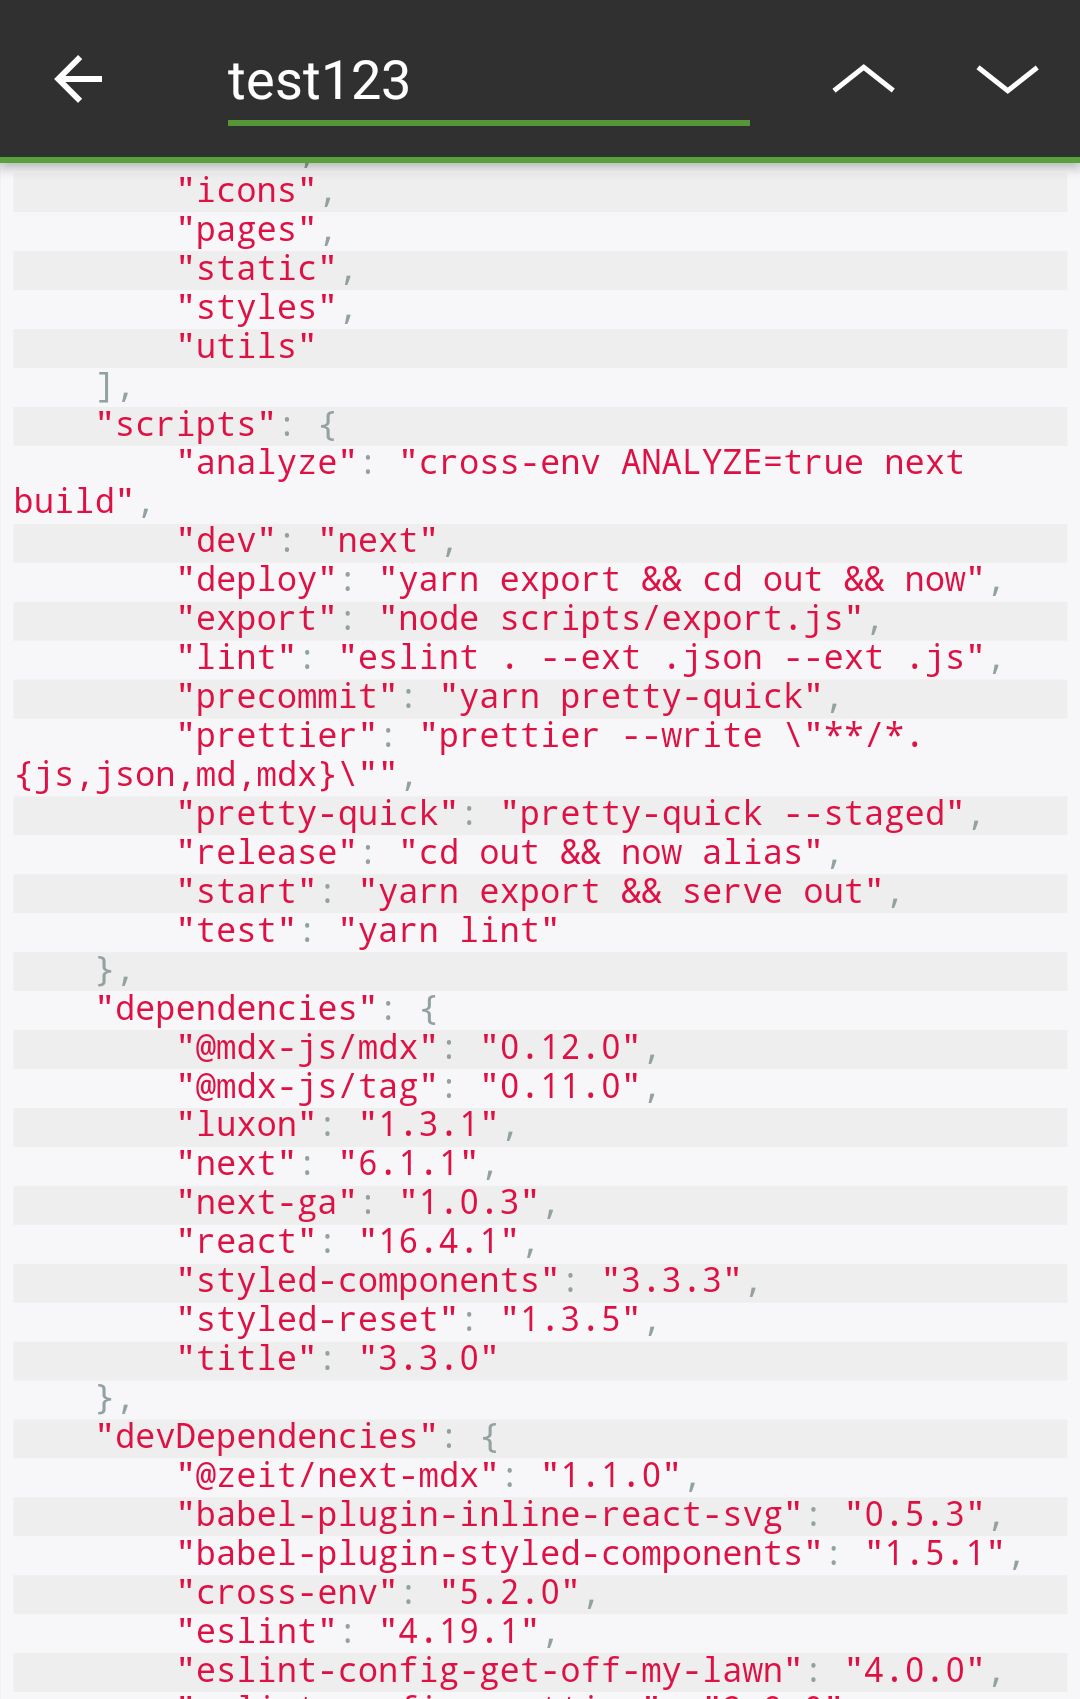 test123
"icons",
"pages",
"static",
"styles",
"utils"
],
"scripts": {
"analyze": "cross-env ANALYZE=true next
build",
"dev": "next",
"deploy": "yarn export && cd out && now",
"export": "node scripts/export.js",
"lint": "eslint . --ext .json --ext .js",
"precommit": "yarn pretty-quick",
"prettier": "prettier --write \"**/*.
{js,json,md,mdx}\"",
"pretty-quick": "pretty-quick --staged",
"release": "cd out && now alias",
"start": "yarn export && serve out",
"test": "yarn lint"
},
"dependencies": {
"@mdx-js/mdx": "0.12.0",
"@mdx-js/tag": "0.11.0",
"luxon": "1.3.1",
"next": "6.1.1",
"next-ga": "1.0.3",
"react": "16.4.1",
"styled-components": "3.3.3",
"styled-reset": "1.3.5",
"title": "3.3.0"
},
"devDependencies": {
"@zeit/next-mdx": "1.1.0",
"babel-plugin-inline-react-svg": "0.5.3",
"babel-plugin-styled-components": "1.5.1",
"cross-env": "5.2.0",
"eslint": "4.19.1",
"eslint-config-get-off-my-lawn": "4.0.0",